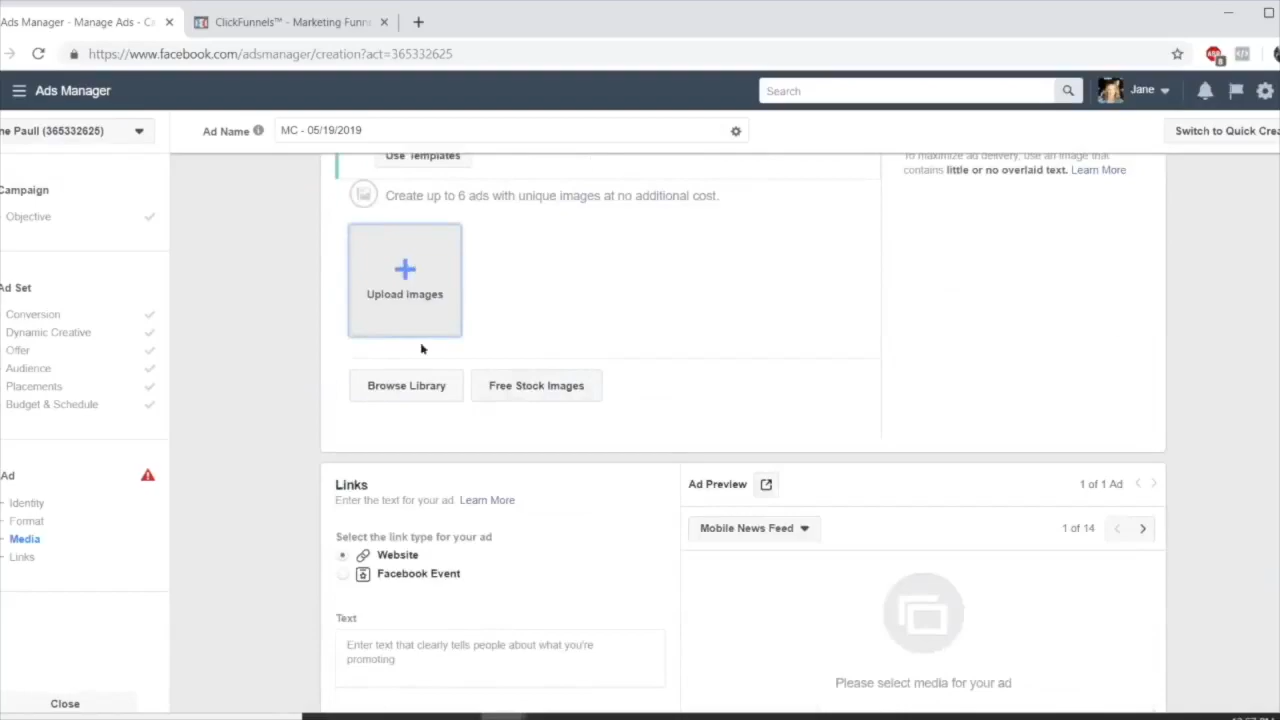 Ads Manager - Manage Ads - Ca
ClickFunnels™ - Marketing Funn
https://www.facebook.com/adsmanager/creation?act=365332625
Ads Manager
Search
Jane
ne Paull (365332625)
Ad Name
MC - 05/19/2019
Switch to Quick Crea
Campaign
Objective
Ad Set
Conversion
Dynamic Creative
Offer
Audience
Placements
Budget & Schedule
Ad
Identity
Format
Media
Links
Close
Use Templates
Create up to 6 ads with unique images at no additional cost.
Upload Images
Browse Library
Free Stock Images
To maximize ad delivery, use an image that
contains little or no overlaid text. Learn More
Links
Enter the text for your ad. Learn More
Select the link type for your ad
Website
Facebook Event
Text
Enter text that clearly tells people about what you're
promoting
Ad Preview
1 of 1 Ad
Mobile News Feed
1 of 14
Please select media for your ad